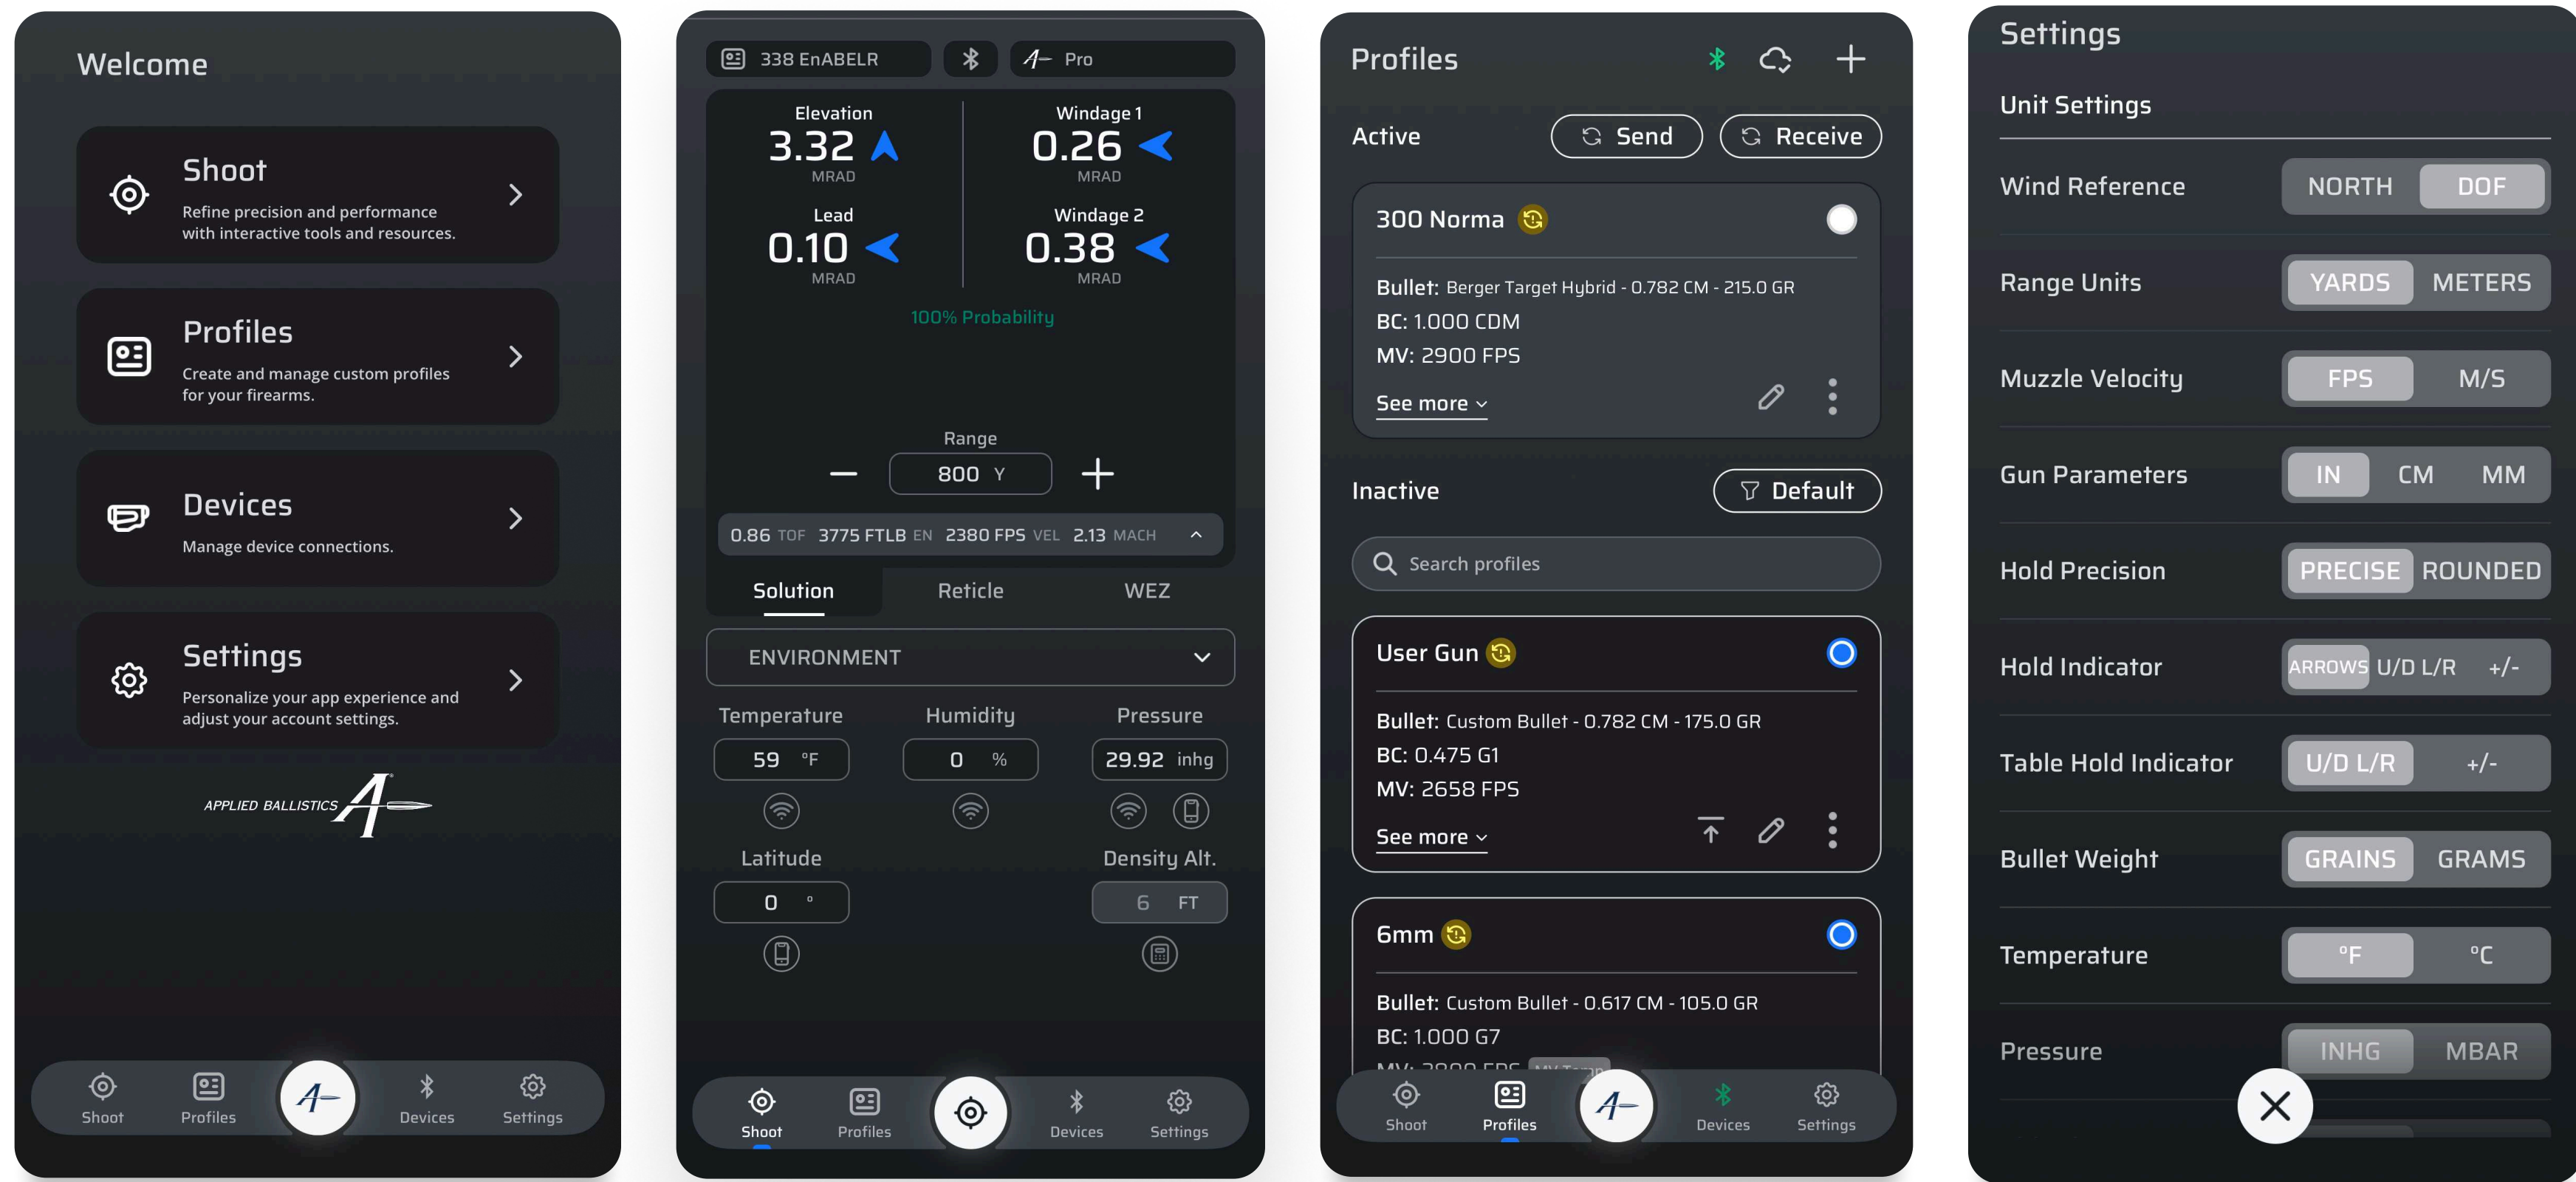 Welcome
Shoot
Refine precision and performance
with interactive tools and resources.
Profiles
Create and manage custom profiles
for your firearms.
Devices
Manage device connections.
Settings
Personalize your app experience and
adjust your account settings.
APPLIED BALLISTICS
Shoot Profiles Devices Settings
338 EnABELR Pro
Elevation Windage 1
3.32 0.26
MRAD MRAD
Lead Windage 2
0.10 0.38
MRAD MRAD
100% Probability
Range
800 Y
0.86 TOF 3775 FTLB EN 2380 FPS VEL 2.13 MACH
Solution Reticle WEZ
ENVIRONMENT
Temperature Humidity Pressure
59 °F 0 % 29.92 inhg
Latitude Density Alt.
0 ° 6 FT
Shoot Profiles Devices Settings
Profiles
Active Send Receive
300 Norma
Bullet: Berger Target Hybrid - 0.782 CM - 215.0 GR
BC: 1.000 CDM
MV: 2900 FPS
See more
Inactive Default
Search profiles
User Gun
Bullet: Custom Bullet - 0.782 CM - 175.0 GR
BC: 0.475 G1
MV: 2658 FPS
See more
6mm
Bullet: Custom Bullet - 0.617 CM - 105.0 GR
BC: 1.000 G7
Shoot Profiles Devices Settings
Settings
Unit Settings
Wind Reference NORTH DOF
Range Units YARDS METERS
Muzzle Velocity FPS M/S
Gun Parameters IN CM MM
Hold Precision PRECISE ROUNDED
Hold Indicator ARROWS U/D L/R +/-
Table Hold Indicator U/D L/R +/-
Bullet Weight GRAINS GRAMS
Temperature °F °C
Pressure INHG MBAR